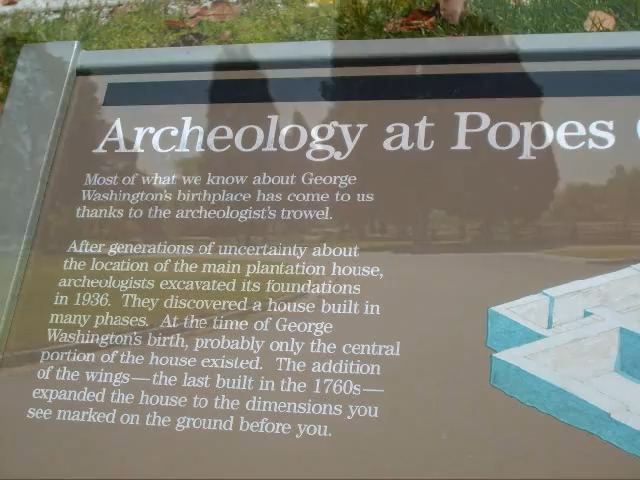 Archeology at Popes
Most of what we know about George
Washington's birthplace has come to us
thanks to the archeologist's trowel.
After generations of uncertainty about
the location of the main plantation house,
archeologists excavated its foundations
in 1936. They discovered a house built in
many phases. At the time of George
Washington's birth, probably only the central
portion of the house existed. The addition
of the wings—the last built in the 1760s—
expanded the house to the dimensions you
see marked on the ground before you.